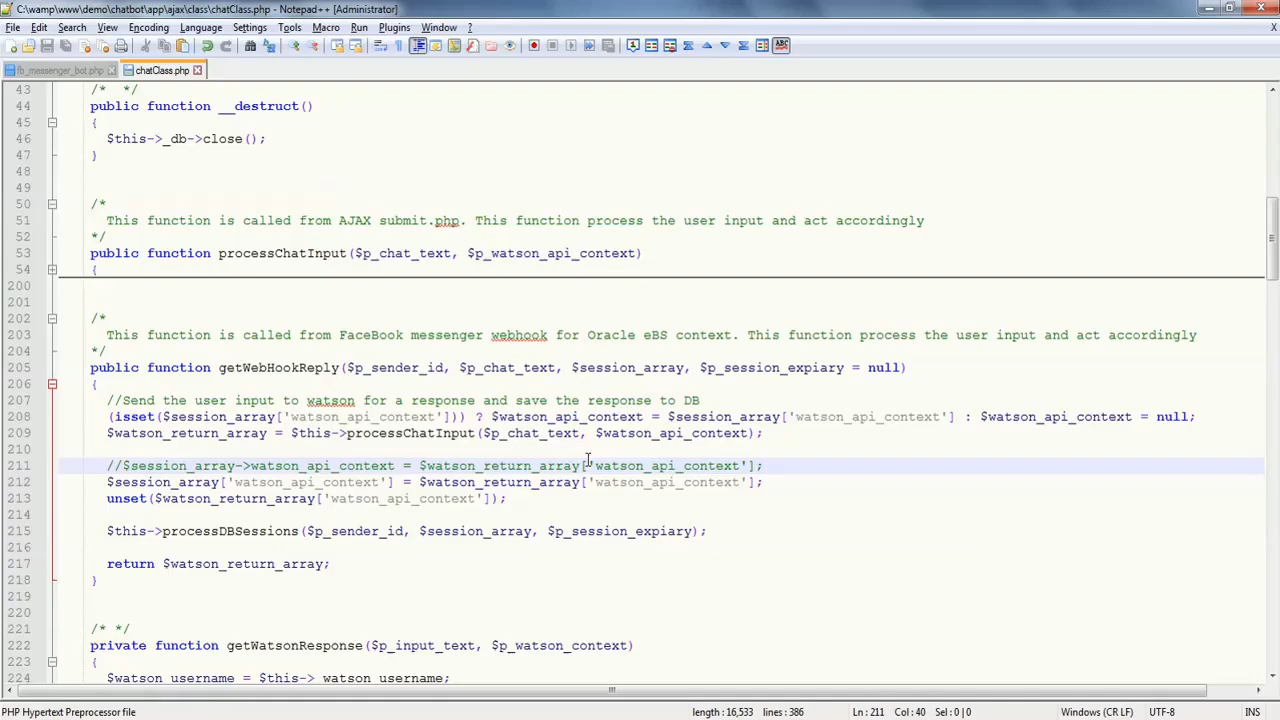 C:\wamp\www\demo\chatbot\app\ajax\class\chatClass.php - Notepad++ [Administrator]
File Edit Search View Encoding Language Settings Tools Macro Run Plugins Window ? X
fb_messenger_bot.php chatClass.php
43 /*  */
44 public function __destruct()
45 {
46 $this->_db->close();
47 }
48
49
50 /*
51 This function is called from AJAX submit.php. This function process the user input and act accordingly
52 */
53 public function processChatInput($p_chat_text, $p_watson_api_context)
54 {
200
201
202 /*
203 This function is called from FaceBook messenger webhook for Oracle eBS context. This function process the user input and act accordingly
204 */
205 public function getWebHookReply($p_sender_id, $p_chat_text, $session_array, $p_session_expiary = null)
206 {
207 //Send the user input to watson for a response and save the response to DB
208 (isset($session_array['watson_api_context'])) ? $watson_api_context = $session_array['watson_api_context'] : $watson_api_context = null;
209 $watson_return_array = $this->processChatInput($p_chat_text, $watson_api_context);
210
211 //$session_array->watson_api_context = $watson_return_array['watson_api_context'];
212 $session_array['watson_api_context'] = $watson_return_array['watson_api_context'];
213 unset($watson_return_array['watson_api_context']);
214
215 $this->processDBSessions($p_sender_id, $session_array, $p_session_expiary);
216
217 return $watson_return_array;
218 }
219
220
221 /* */
222 private function getWatsonResponse($p_input_text, $p_watson_context)
223 {
224 $watson_username = $this->_watson_username;
PHP Hypertext Preprocessor file length : 16,533 lines : 386 Ln : 211 Col : 40 Sel : 0 | 0 Windows (CR LF) UTF-8 INS